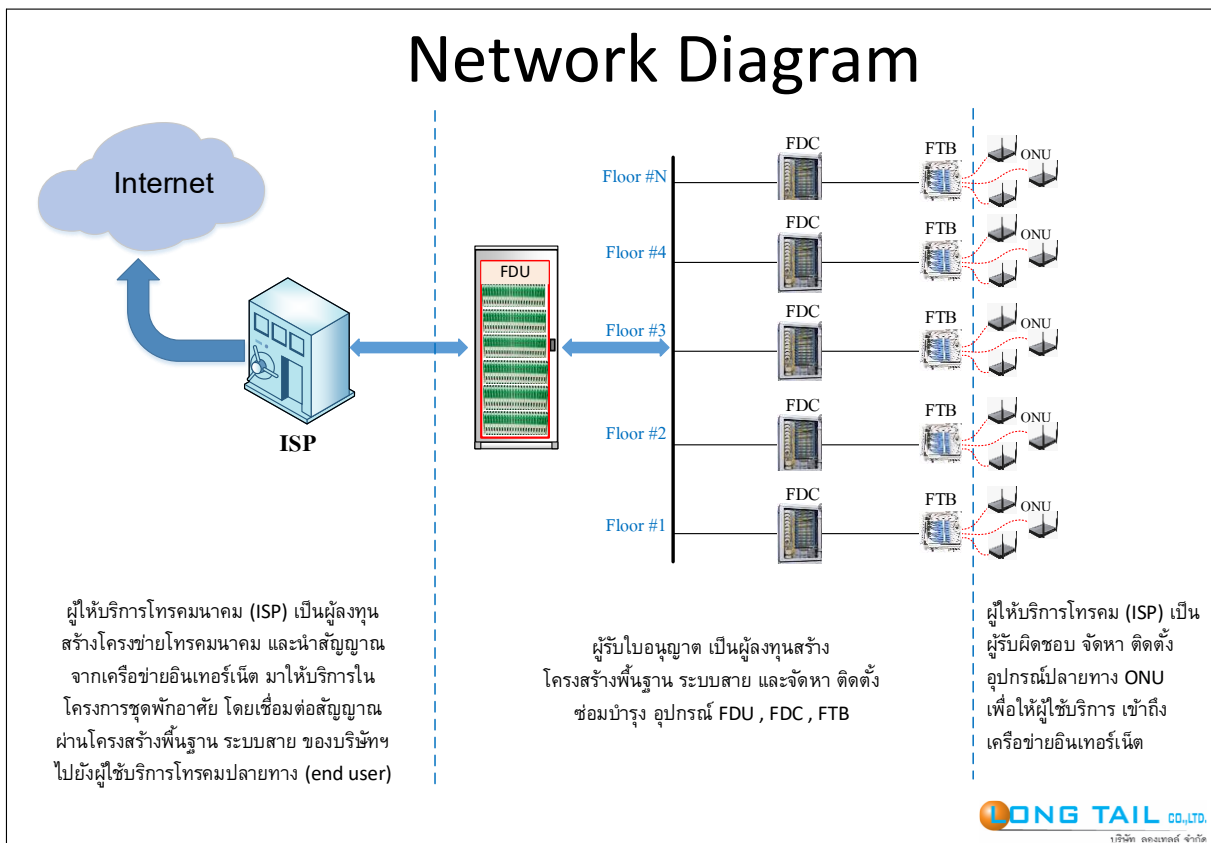 Network Diagram
Internet
ISP
FDU
Floor #N
FDC
FTB
ONU
Floor #4
FDC
FTB
ONU
Floor #3
FDC
FTB
ONU
Floor #2
FDC
FTB
ONU
Floor #1
FDC
FTB
ONU
ผู้ให้บริการโทรคมนาคม (ISP) เป็นผู้ลงทุน
สร้างโครงข่ายโทรคมนาคม และนำสัญญาณ
จากเครือข่ายอินเทอร์เน็ต มาให้บริการใน
โครงการชุดพักอาศัย โดยเชื่อมต่อสัญญาณ
ผ่านโครงสร้างพื้นฐาน ระบบสาย ของบริษัทฯ
ไปยังผู้ใช้บริการโทรคมปลายทาง (end user)
ผู้รับใบอนุญาต เป็นผู้ลงทุนสร้าง
โครงสร้างพื้นฐาน ระบบสาย และจัดหา ติดตั้ง
ซ่อมบำรุง อุปกรณ์ FDU , FDC , FTB
ผู้ให้บริการโทรคม (ISP) เป็น
ผู้รับผิดชอบ จัดหา ติดตั้ง
อุปกรณ์ปลายทาง ONU
เพื่อให้ผู้ใช้บริการ เข้าถึง
เครือข่ายอินเทอร์เน็ต
LONG TAIL CO.,LTD.
บริษัท ลองเทลล์ จำกัด